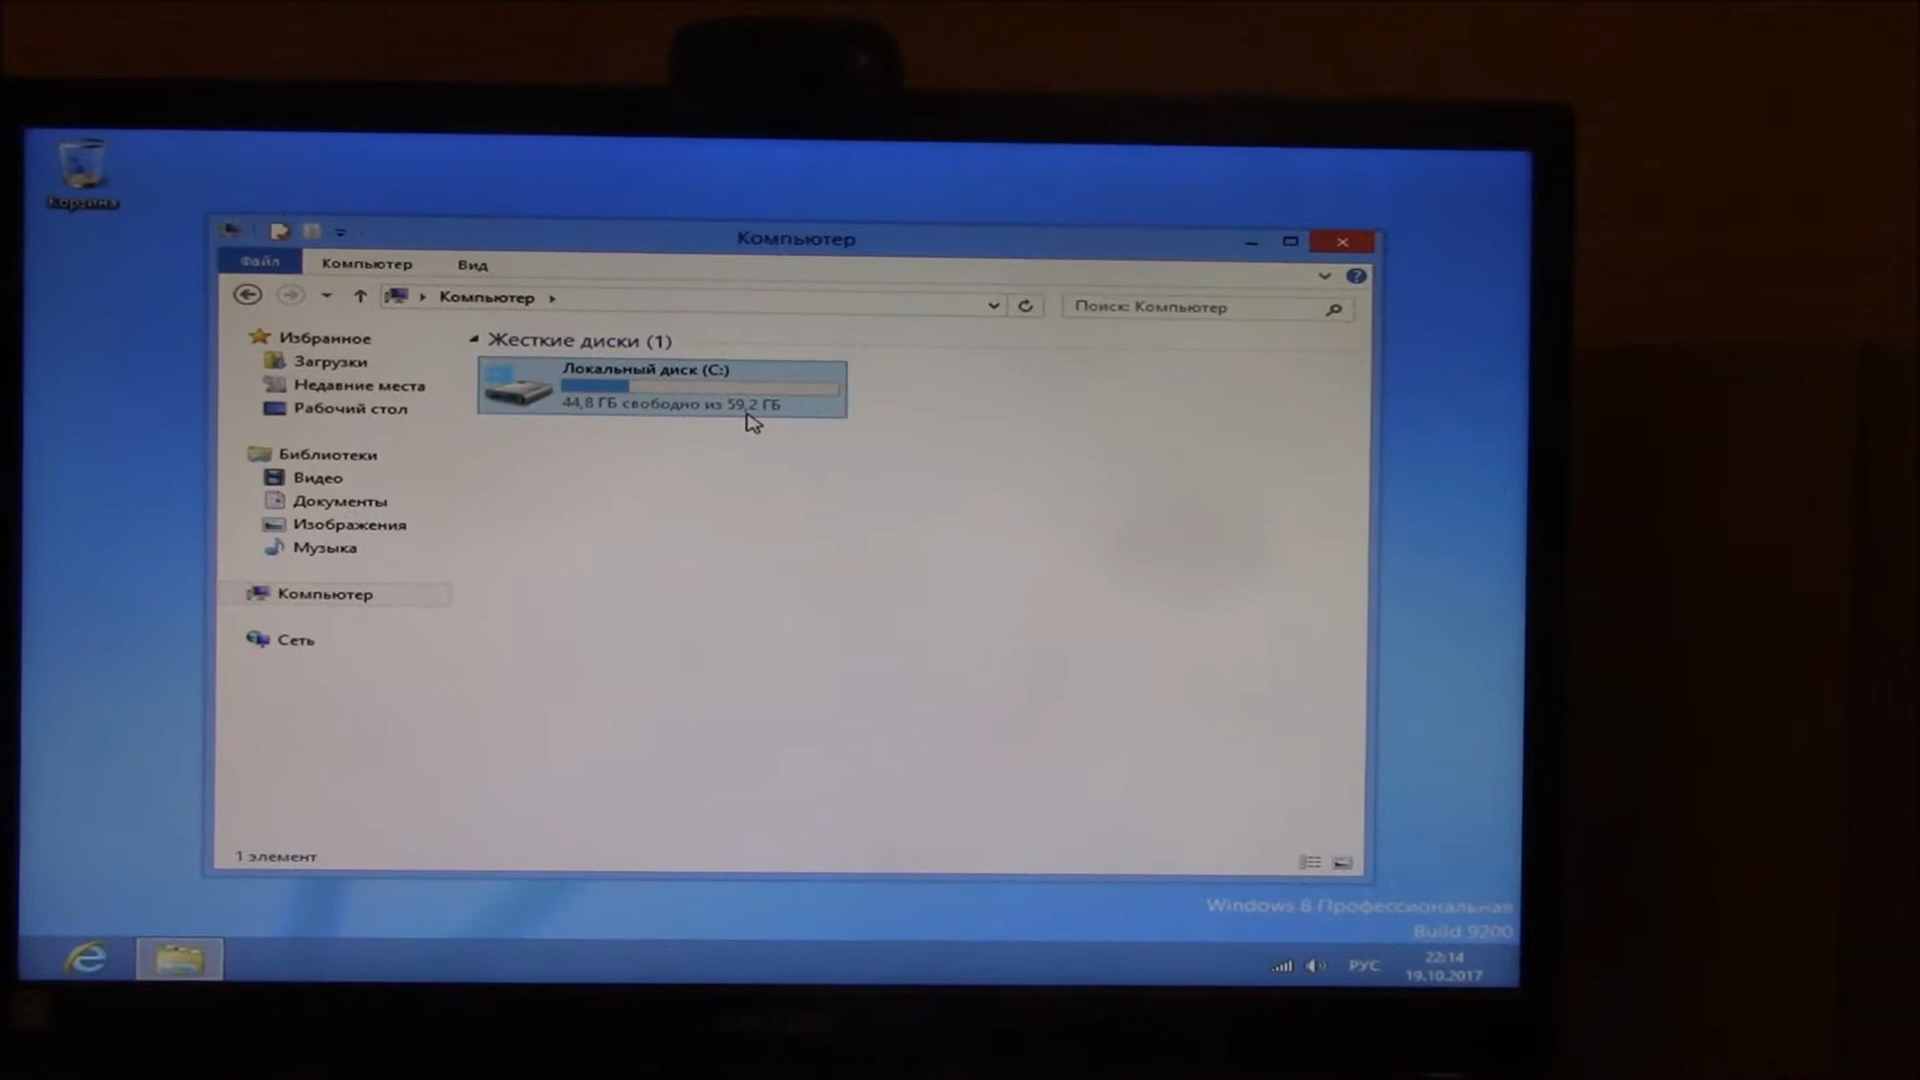 Корзина
Компьютер
Файл Компьютер Вид
Компьютер
Поиск: Компьютер
Избранное
Загрузки
Недавние места
Рабочий стол
Библиотеки
Видео
Документы
Изображения
Музыка
Компьютер
Сеть
Жесткие диски (1)
Локальный диск (C:)
44,8 ГБ свободно из 59,2 ГБ
1 элемент
Windows 8 Профессиональная
Build 9200
РУС
22:14
19.10.2017